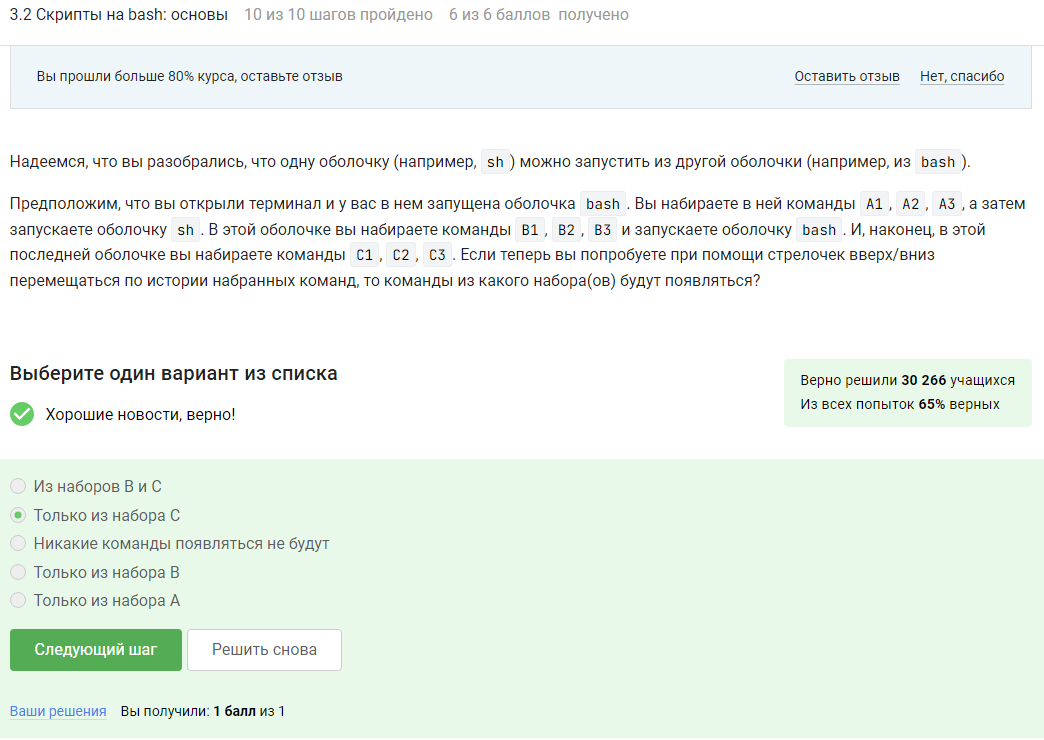 3.2 Скрипты на bash: основы 10 из 10 шагов пройдено 6 из 6 баллов получено
Вы прошли больше 80% курса, оставьте отзыв Оставить отзыв Нет, спасибо
Надеемся, что вы разобрались, что одну оболочку (например, sh) можно запустить из другой оболочки (например, из bash).
Предположим, что вы открыли терминал и у вас в нем запущена оболочка bash. Вы набираете в ней команды A1, A2, A3, а затем
запускаете оболочку sh. В этой оболочке вы набираете команды B1, B2, B3 и запускаете оболочку bash. И, наконец, в этой
последней оболочке вы набираете команды C1, C2, C3. Если теперь вы попробуете при помощи стрелочек вверх/вниз
перемещаться по истории набранных команд, то команды из какого набора(ов) будут появляться?
Выберите один вариант из списка
Хорошие новости, верно!
Верно решили 30 266 учащихся
Из всех попыток 65% верных
Из наборов B и C
Только из набора C
Никакие команды появляться не будут
Только из набора B
Только из набора A
Следующий шаг Решить снова
Ваши решения Вы получили: 1 балл из 1